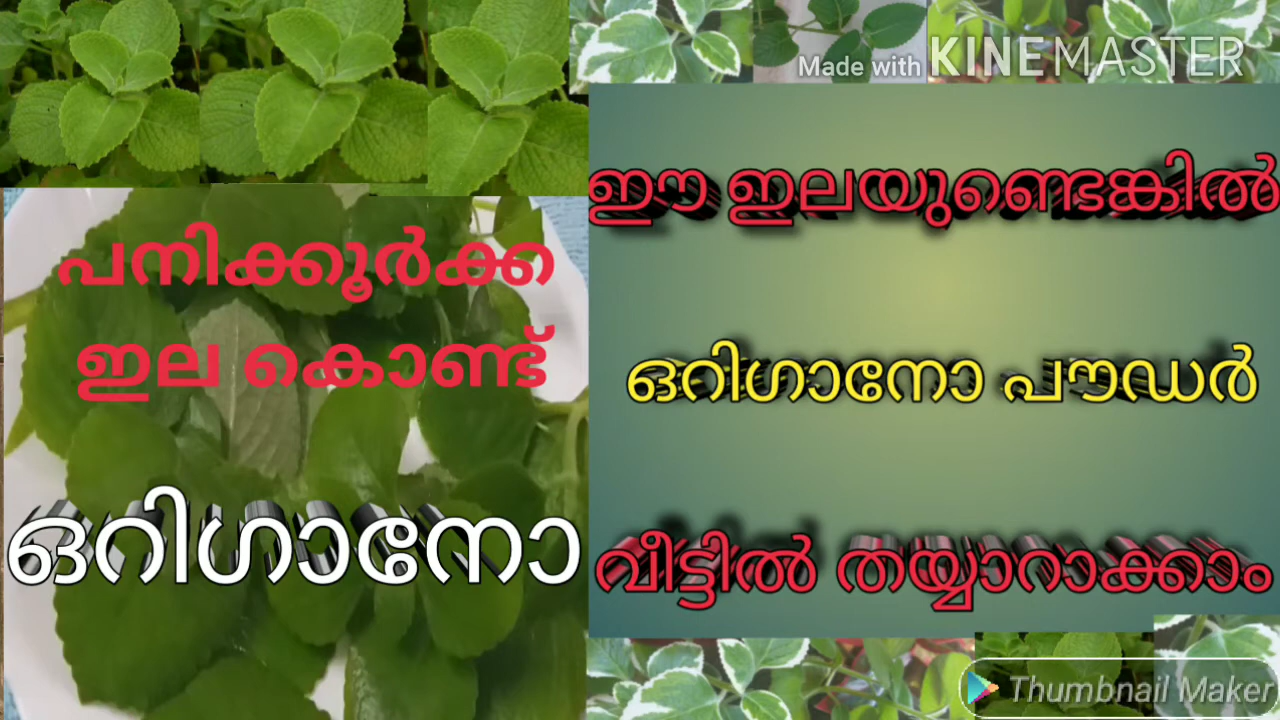 Made with KINEMASTER
പനിക്കൂർക്ക
ഇല കൊണ്ട്
ഒറിഗാനോ
ഈ ഇലയുണ്ടെങ്കിൽ
ഒറിഗാനോ പൗഡർ
വീട്ടിൽ തയ്യാറാക്കാം
Thumbnail Maker